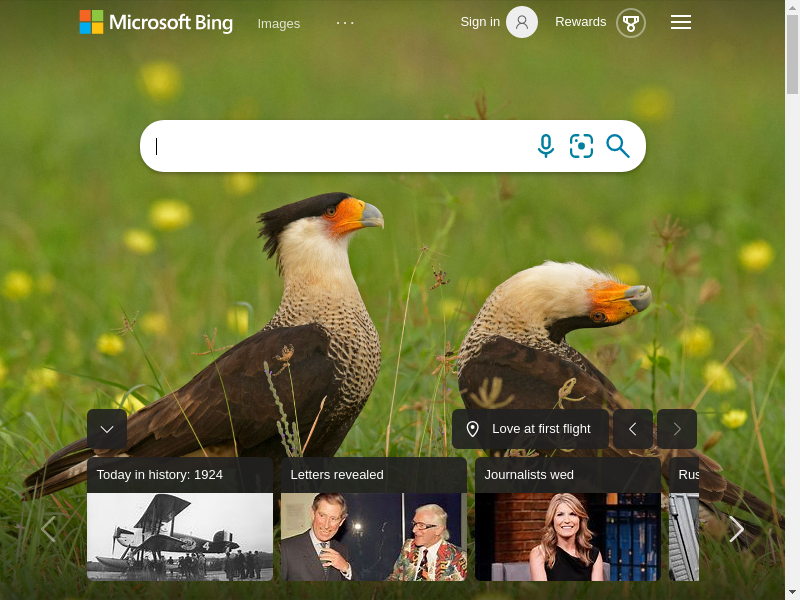 Microsoft Bing
Images
Sign in
Rewards
Love at first flight
Today in history: 1924
Letters revealed
Journalists wed
Rus